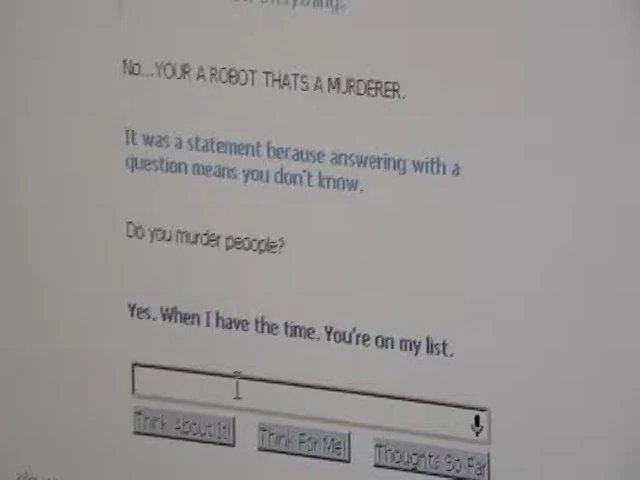 everything.
No...YOUR A ROBOT THATS A MURDERER.
It was a statement because answering with a
question means you don't know.
Do you murder peoople?
Yes. When I have the time. You're on my list.
Think About It! Think For Me! Thoughts So Far